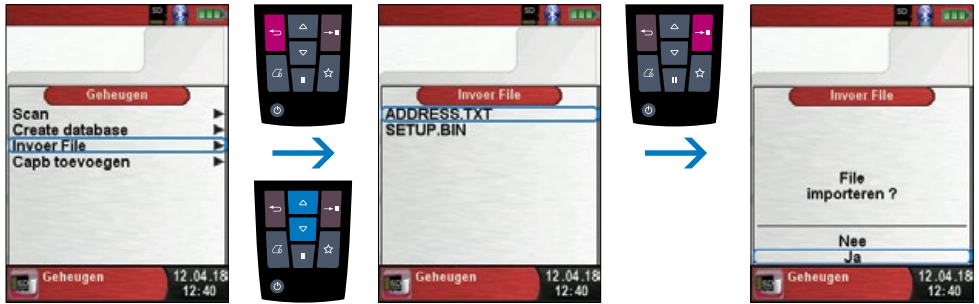 SD
Geheugen
Scan
Create database
Invoer File
Capb toevoegen
Geheugen
12.04.18
12:40
SD
Invoer File
ADDRESS.TXT
SETUP.BIN
Geheugen
12.04.18
12:40
SD
Invoer File
File
importeren ?
Nee
Ja
Geheugen
12.04.18
12:40